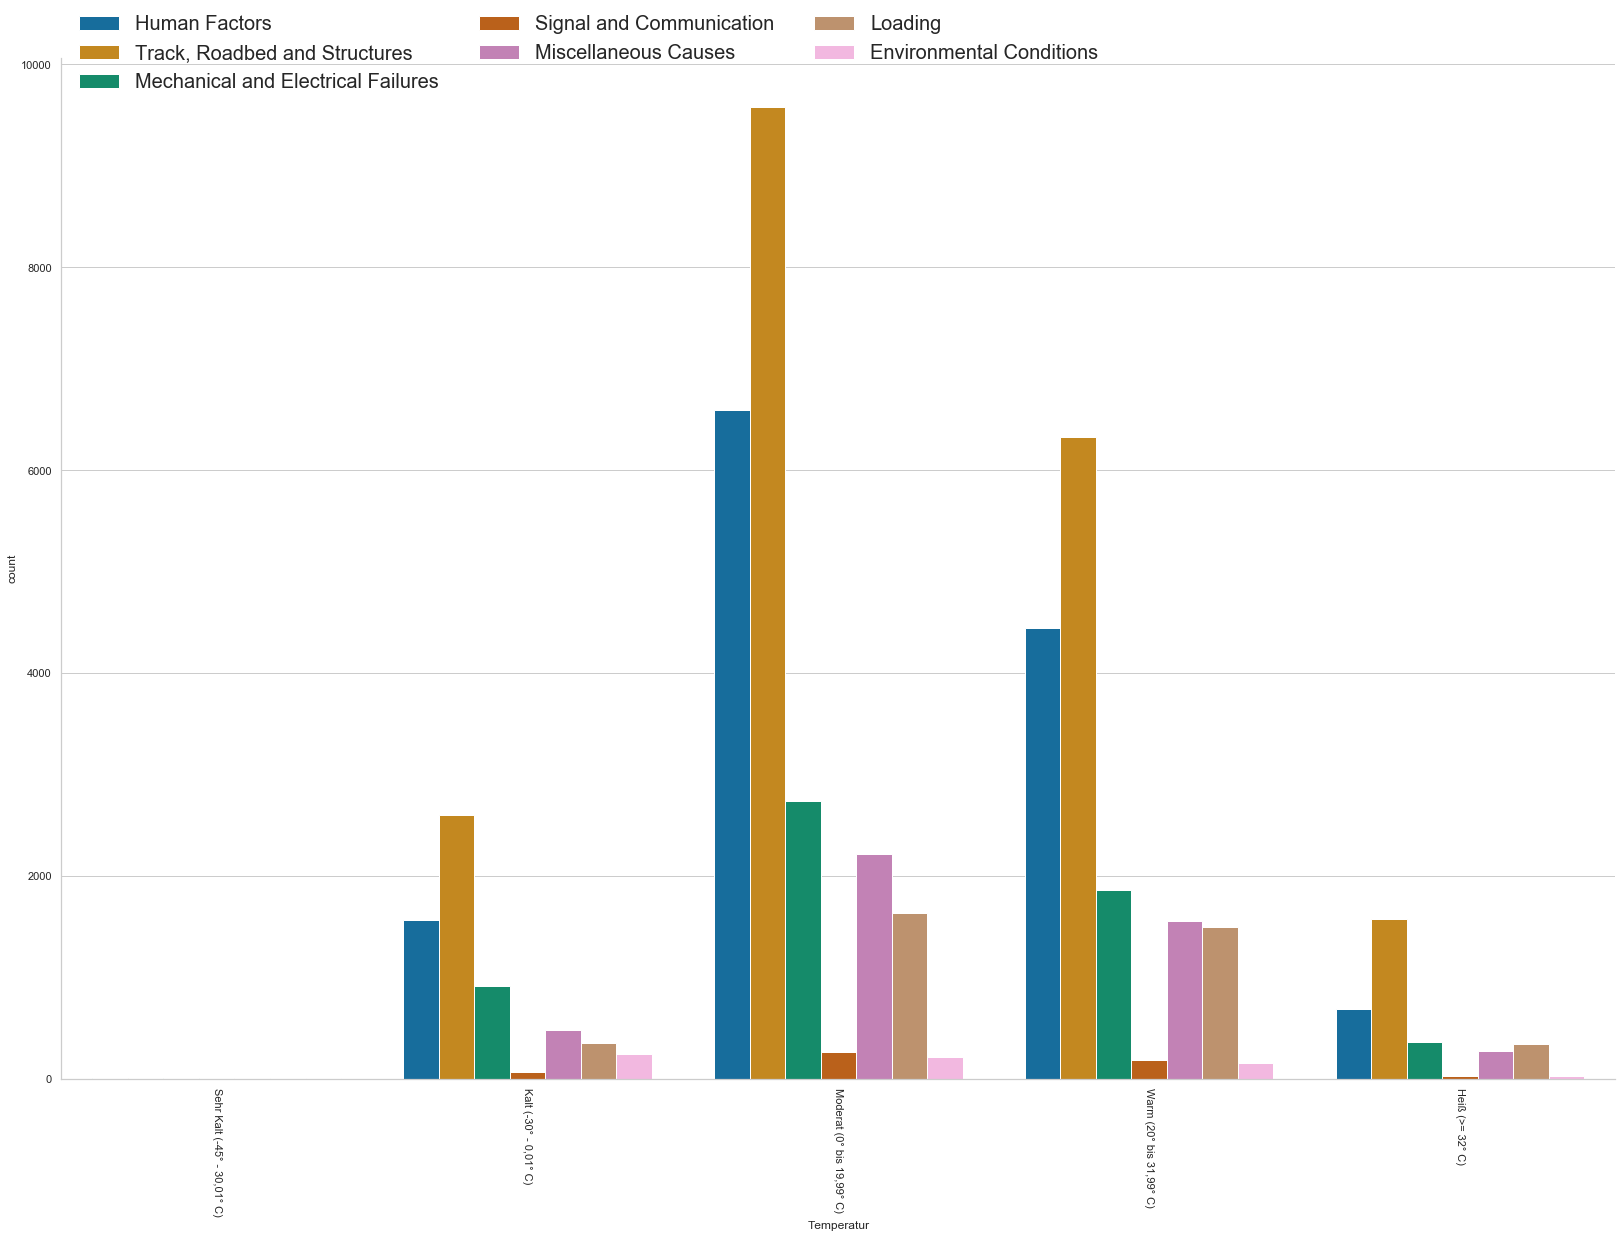 Human Factors
Track, Roadbed and Structures
Mechanical and Electrical Failures
Signal and Communication
Miscellaneous Causes
Loading
Environmental Conditions
10000
8000
6000
4000
2000
0
count
Sehr Kalt (-45° - 30,01° C)
Kalt (-30° - 0,01° C)
Moderat (0° bis 19,99° C)
Warm (20° bis 31,99° C)
Heiß (>= 32° C)
Temperatur